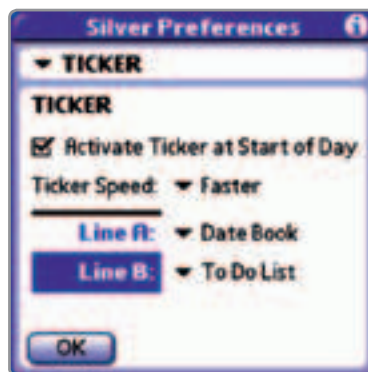 Silver Preferences
TICKER
TICKER
Activate Ticker at Start of Day
Ticker Speed: Faster
Line A: Date Book
Line B: To Do List
OK